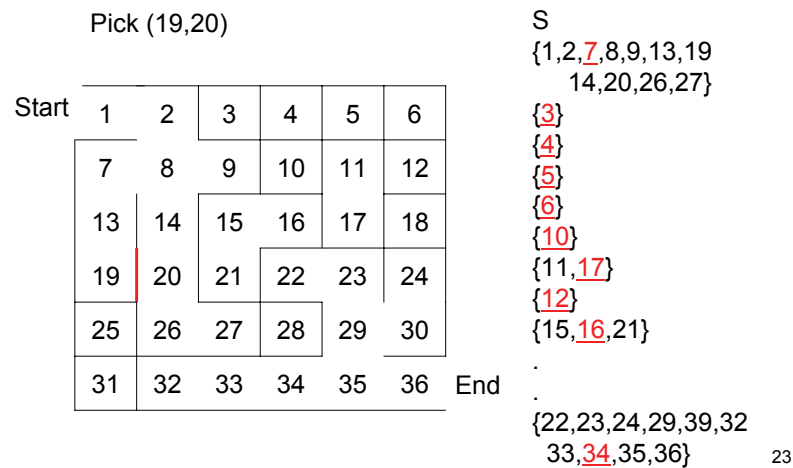 Pick (19,20)
Start
1 2 3 4 5 6
7 8 9 10 11 12
13 14 15 16 17 18
19 20 21 22 23 24
25 26 27 28 29 30
31 32 33 34 35 36
End
S
{1,2,7,8,9,13,19
14,20,26,27}
{3}
{4}
{5}
{6}
{10}
{11,17}
{12}
{15,16,21}
.
.
{22,23,24,29,39,32
33,34,35,36}
23